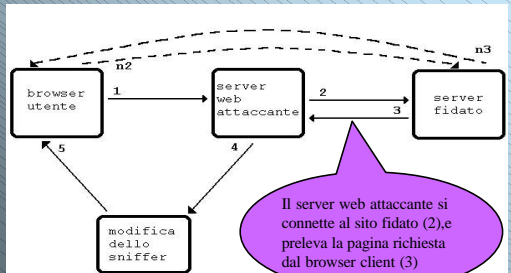 n3
n2
browser
utente
1
server
web
attaccante
2
3
server
fidato
5
4
modifica
dello
sniffer
Il server web attaccante si
connette al sito fidato (2),e
preleva la pagina richiesta
dal browser client (3)